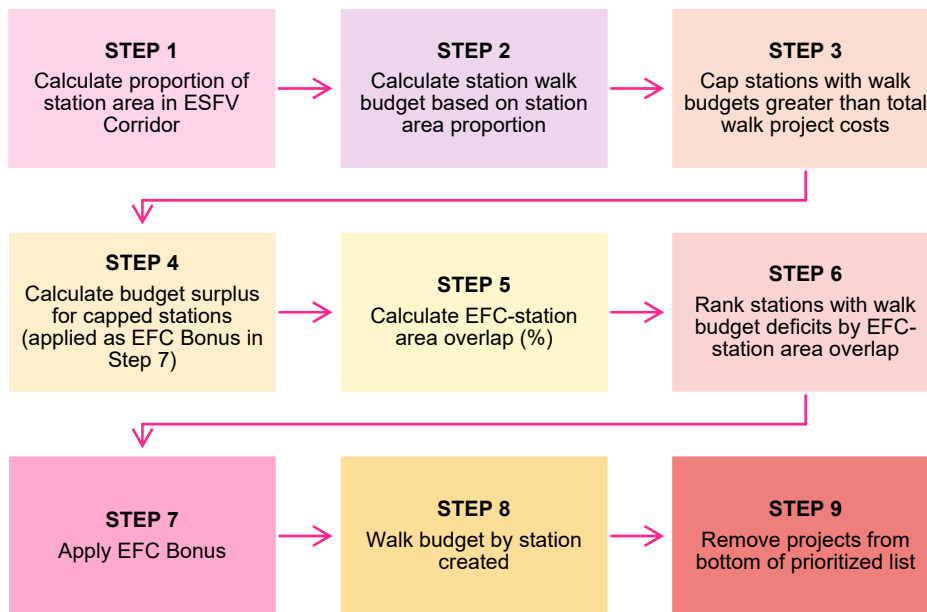 STEP 1
Calculate proportion of
station area in ESFV
Corridor
STEP 2
Calculate station walk
budget based on station
area proportion
STEP 3
Cap stations with walk
budgets greater than total
walk project costs
STEP 4
Calculate budget surplus
for capped stations
(applied as EFC Bonus in
Step 7)
STEP 5
Calculate EFC-station
area overlap (%)
STEP 6
Rank stations with walk
budget deficits by EFC-
station area overlap
STEP 7
Apply EFC Bonus
STEP 8
Walk budget by station
created
STEP 9
Remove projects from
bottom of prioritized list